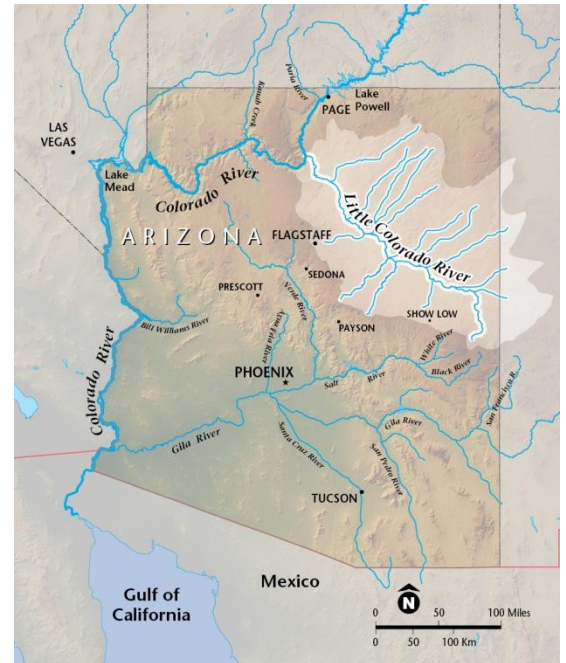 Kanab Creek
Paria River
PAGE
Lake
Powell
LAS
VEGAS
Lake
Mead
Colorado River
Little Colorado River
ARIZONA
FLAGSTAFF
SEDONA
PRESCOTT
Verde River
Agua Fria River
Bill Williams River
PAYSON
SHOW LOW
White River
Black River
San Francisco R.
Colorado River
PHOENIX
Salt River
Gila River
Gila River
Santa Cruz River
San Pedro River
TUCSON
Gulf of
California
Mexico
N
0 50 100 Miles
0 50 100 Km